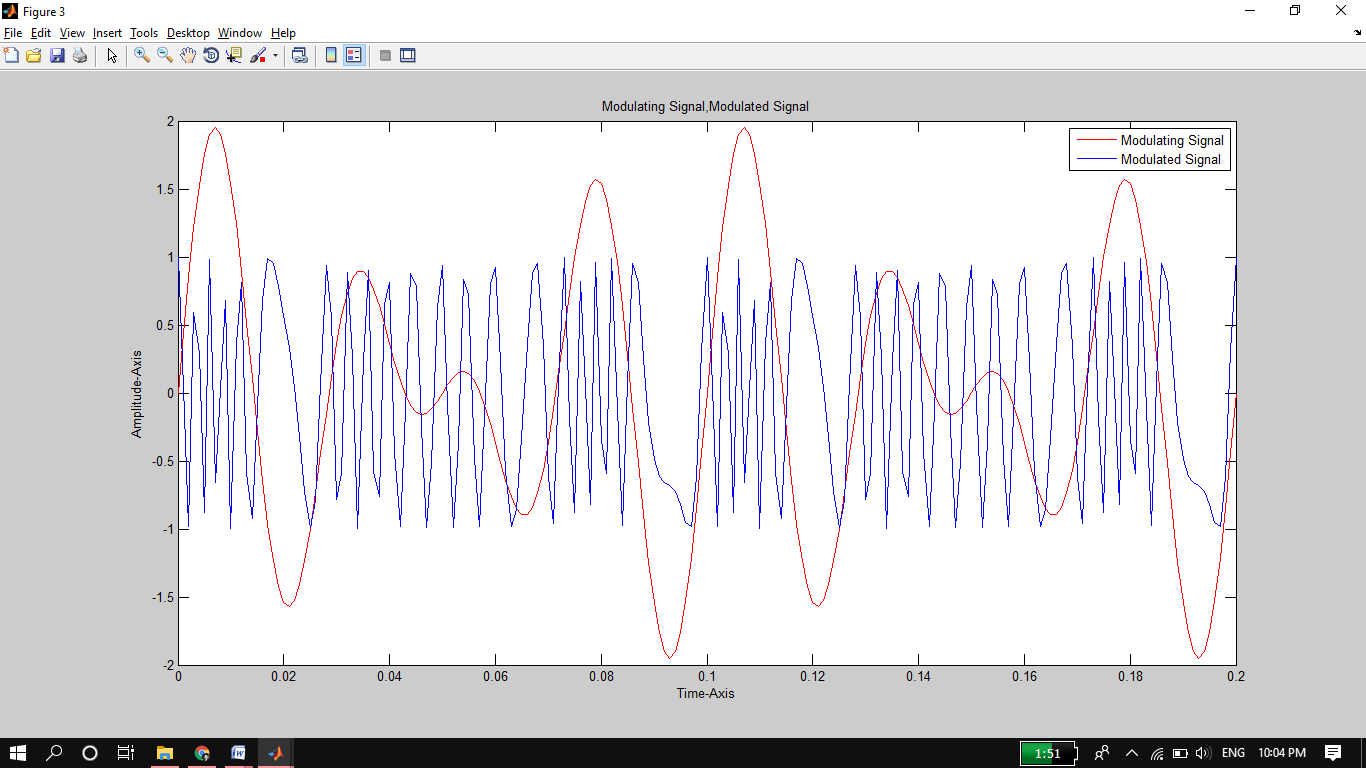 Figure 3
File Edit View Insert Tools Desktop Window Help
Modulating Signal,Modulated Signal
Modulating Signal
Modulated Signal
2
1.5
1
0.5
0
-0.5
-1
-1.5
-2
Amplitude-Axis
0 0.02 0.04 0.06 0.08 0.1 0.12 0.14 0.16 0.18 0.2
Time-Axis
1:51 ENG 10:04 PM